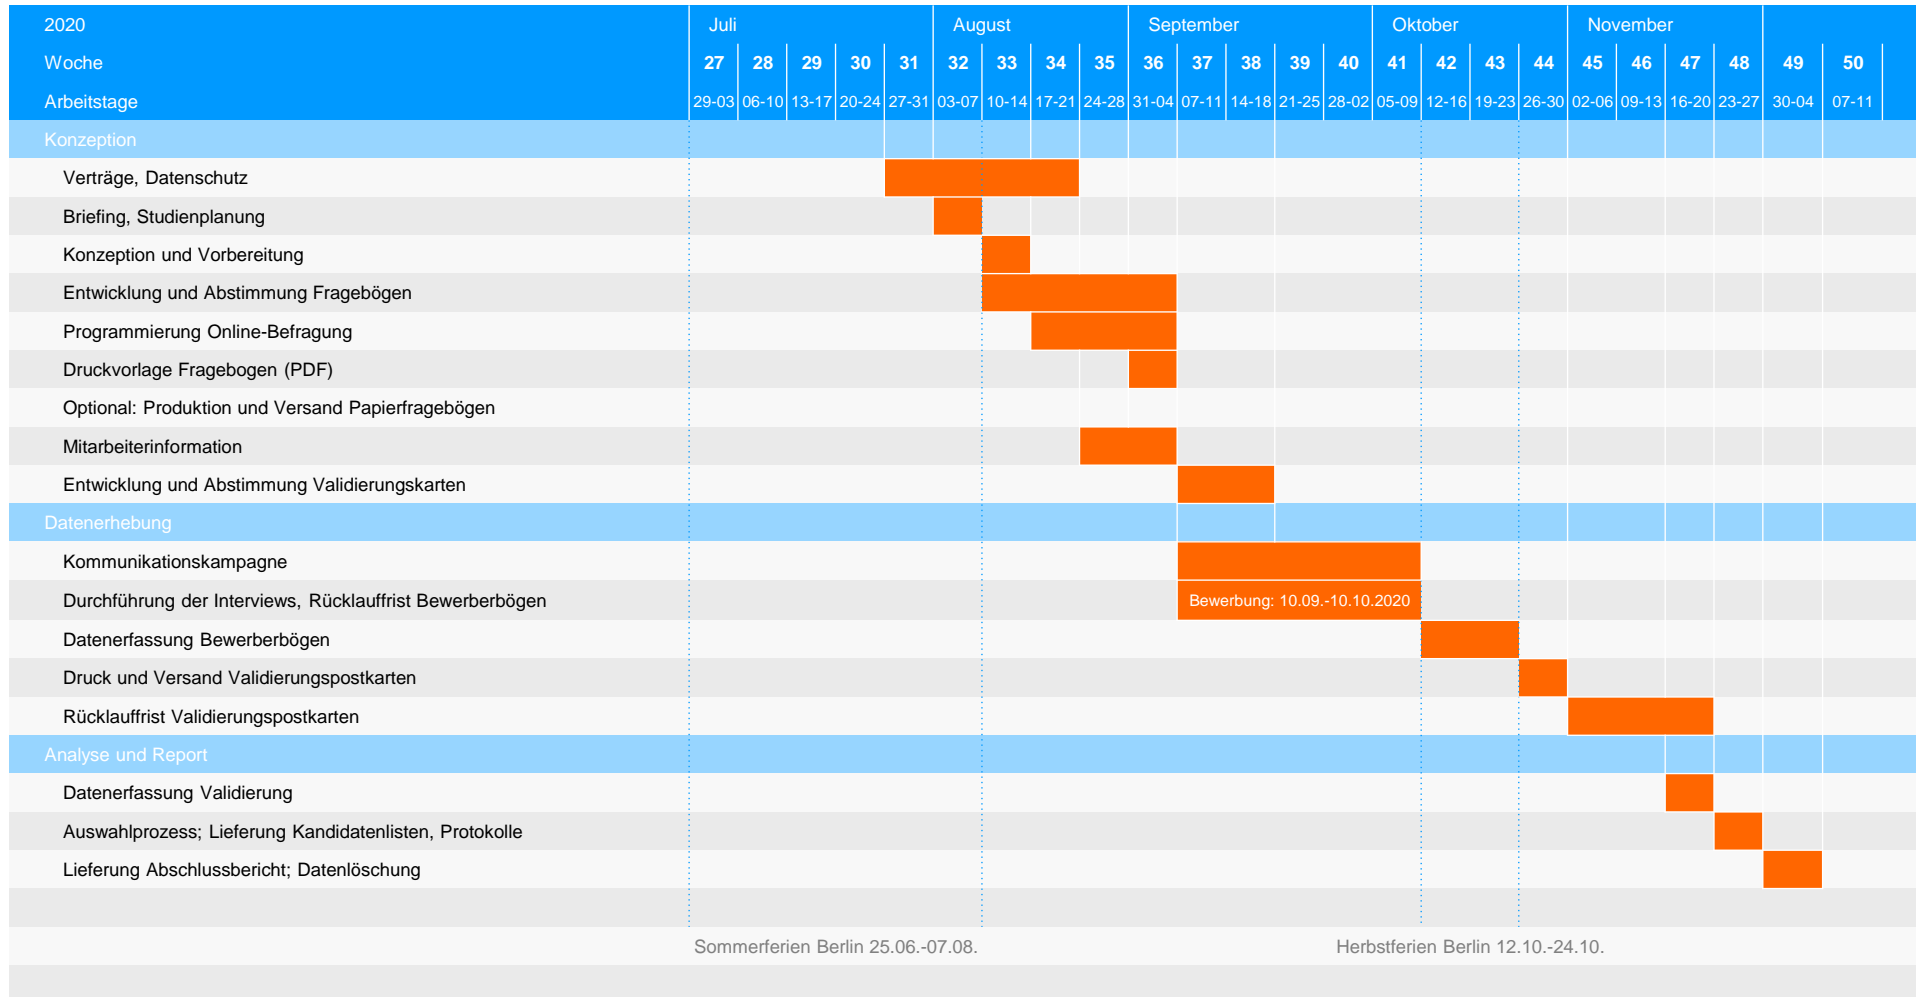 2020 Juli August September Oktober November
Woche 27 28 29 30 31 32 33 34 35 36 37 38 39 40 41 42 43 44 45 46 47 48 49 50
Arbeitstage 29-03 06-10 13-17 20-24 27-31 03-07 10-14 17-21 24-28 31-04 07-11 14-18 21-25 28-02 05-09 12-16 19-23 26-30 02-06 09-13 16-20 23-27 30-04 07-11
Konzeption
Verträge, Datenschutz
Briefing, Studienplanung
Konzeption und Vorbereitung
Entwicklung und Abstimmung Fragebögen
Programmierung Online-Befragung
Druckvorlage Fragebogen (PDF)
Optional: Produktion und Versand Papierfragebögen
Mitarbeiterinformation
Entwicklung und Abstimmung Validierungskarten
Datenerhebung
Kommunikationskampagne
Durchführung der Interviews, Rücklauffrist Bewerberbögen Bewerbung: 10.09.-10.10.2020
Datenerfassung Bewerberbögen
Druck und Versand Validierungspostkarten
Rücklauffrist Validierungspostkarten
Analyse und Report
Datenerfassung Validierung
Auswahlprozess; Lieferung Kandidatenlisten, Protokolle
Lieferung Abschlussbericht; Datenlöschung
Sommerferien Berlin 25.06.-07.08. Herbstferien Berlin 12.10.-24.10.